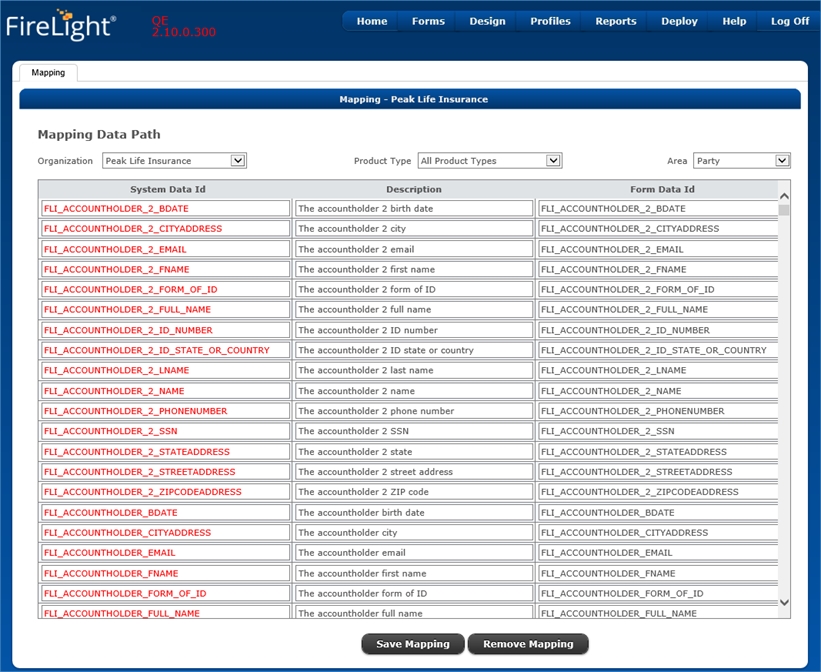 FireLight®
QE
2.10.0.300
Home Forms Design Profiles Reports Deploy Help Log Off
Mapping
Mapping - Peak Life Insurance
Mapping Data Path
Organization Peak Life Insurance Product Type All Product Types Area Party
System Data Id Description Form Data Id
FLI_ACCOUNTHOLDER_2_BDATE The accountholder 2 birth date FLI_ACCOUNTHOLDER_2_BDATE
FLI_ACCOUNTHOLDER_2_CITYADDRESS The accountholder 2 city FLI_ACCOUNTHOLDER_2_CITYADDRESS
FLI_ACCOUNTHOLDER_2_EMAIL The accountholder 2 email FLI_ACCOUNTHOLDER_2_EMAIL
FLI_ACCOUNTHOLDER_2_FNAME The accountholder 2 first name FLI_ACCOUNTHOLDER_2_FNAME
FLI_ACCOUNTHOLDER_2_FORM_OF_ID The accountholder 2 form of ID FLI_ACCOUNTHOLDER_2_FORM_OF_ID
FLI_ACCOUNTHOLDER_2_FULL_NAME The accountholder 2 full name FLI_ACCOUNTHOLDER_2_FULL_NAME
FLI_ACCOUNTHOLDER_2_ID_NUMBER The accountholder 2 ID number FLI_ACCOUNTHOLDER_2_ID_NUMBER
FLI_ACCOUNTHOLDER_2_ID_STATE_OR_COUNTRY The accountholder 2 ID state or country FLI_ACCOUNTHOLDER_2_ID_STATE_OR_COUNTRY
FLI_ACCOUNTHOLDER_2_LNAME The accountholder 2 last name FLI_ACCOUNTHOLDER_2_LNAME
FLI_ACCOUNTHOLDER_2_NAME The accountholder 2 name FLI_ACCOUNTHOLDER_2_NAME
FLI_ACCOUNTHOLDER_2_PHONENUMBER The accountholder 2 phone number FLI_ACCOUNTHOLDER_2_PHONENUMBER
FLI_ACCOUNTHOLDER_2_SSN The accountholder 2 SSN FLI_ACCOUNTHOLDER_2_SSN
FLI_ACCOUNTHOLDER_2_STATEADDRESS The accountholder 2 state FLI_ACCOUNTHOLDER_2_STATEADDRESS
FLI_ACCOUNTHOLDER_2_STREETADDRESS The accountholder 2 street address FLI_ACCOUNTHOLDER_2_STREETADDRESS
FLI_ACCOUNTHOLDER_2_ZIPCODEADDRESS The accountholder 2 ZIP code FLI_ACCOUNTHOLDER_2_ZIPCODEADDRESS
FLI_ACCOUNTHOLDER_BDATE The accountholder birth date FLI_ACCOUNTHOLDER_BDATE
FLI_ACCOUNTHOLDER_CITYADDRESS The accountholder city FLI_ACCOUNTHOLDER_CITYADDRESS
FLI_ACCOUNTHOLDER_EMAIL The accountholder email FLI_ACCOUNTHOLDER_EMAIL
FLI_ACCOUNTHOLDER_FNAME The accountholder first name FLI_ACCOUNTHOLDER_FNAME
FLI_ACCOUNTHOLDER_FORM_OF_ID The accountholder form of ID FLI_ACCOUNTHOLDER_FORM_OF_ID
FLI_ACCOUNTHOLDER_FULL_NAME The accountholder full name FLI_ACCOUNTHOLDER_FULL_NAME
Save Mapping Remove Mapping